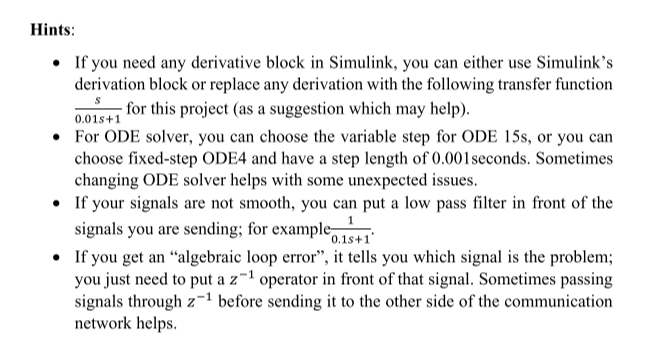 Hints:
• If you need any derivative block in Simulink, you can either use Simulink's
derivation block or replace any derivation with the following transfer function
s/(0.01s+1) for this project (as a suggestion which may help).
• For ODE solver, you can choose the variable step for ODE 15s, or you can
choose fixed-step ODE4 and have a step length of 0.001seconds. Sometimes
changing ODE solver helps with some unexpected issues.
• If your signals are not smooth, you can put a low pass filter in front of the
signals you are sending; for example 1/(0.1s+1).
• If you get an “algebraic loop error”, it tells you which signal is the problem;
you just need to put a z⁻¹ operator in front of that signal. Sometimes passing
signals through z⁻¹ before sending it to the other side of the communication
network helps.